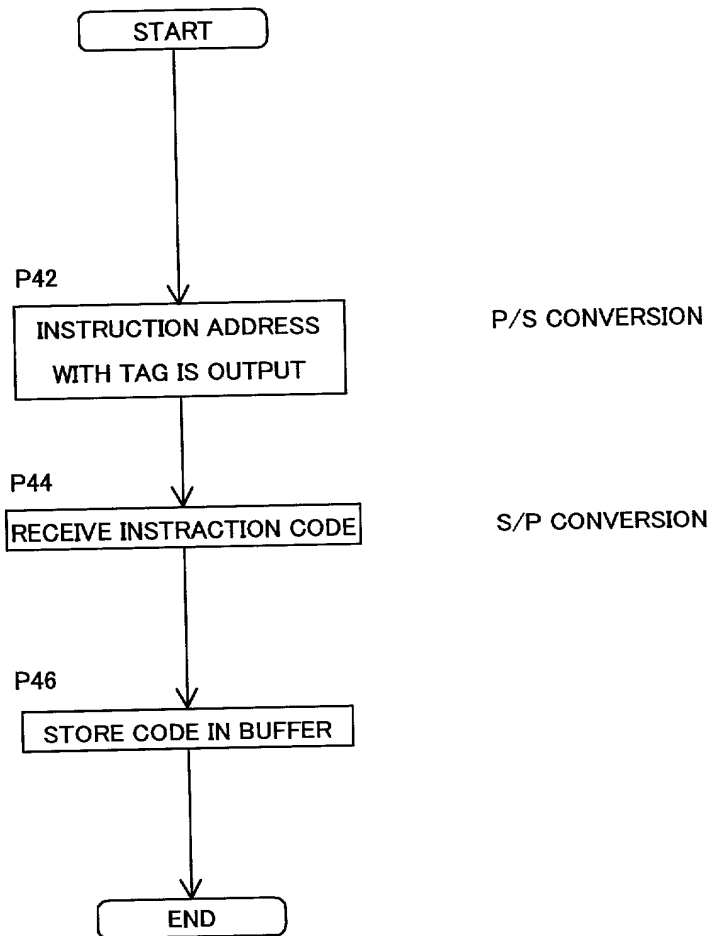 START
P42
INSTRUCTION ADDRESS
WITH TAG IS OUTPUT
P/S CONVERSION
P44
RECEIVE INSTRACTION CODE
S/P CONVERSION
P46
STORE CODE IN BUFFER
END